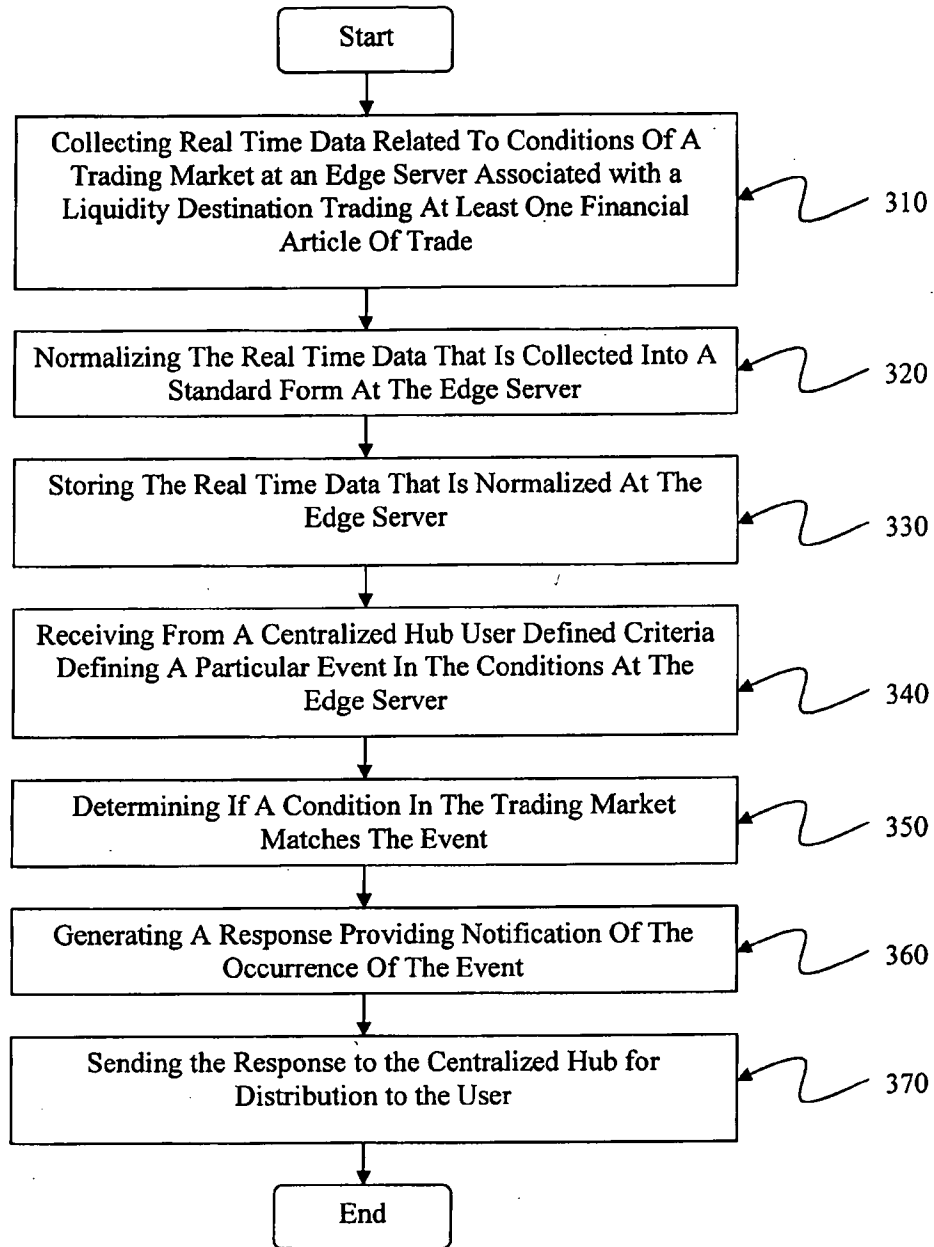 Start
Collecting Real Time Data Related To Conditions Of A
Trading Market at an Edge Server Associated with a
Liquidity Destination Trading At Least One Financial
Article Of Trade
310
Normalizing The Real Time Data That Is Collected Into A
Standard Form At The Edge Server
320
Storing The Real Time Data That Is Normalized At The
Edge Server
330
Receiving From A Centralized Hub User Defined Criteria
Defining A Particular Event In The Conditions At The
Edge Server
340
Determining If A Condition In The Trading Market
Matches The Event
350
Generating A Response Providing Notification Of The
Occurrence Of The Event
360
Sending the Response to the Centralized Hub for
Distribution to the User
370
End